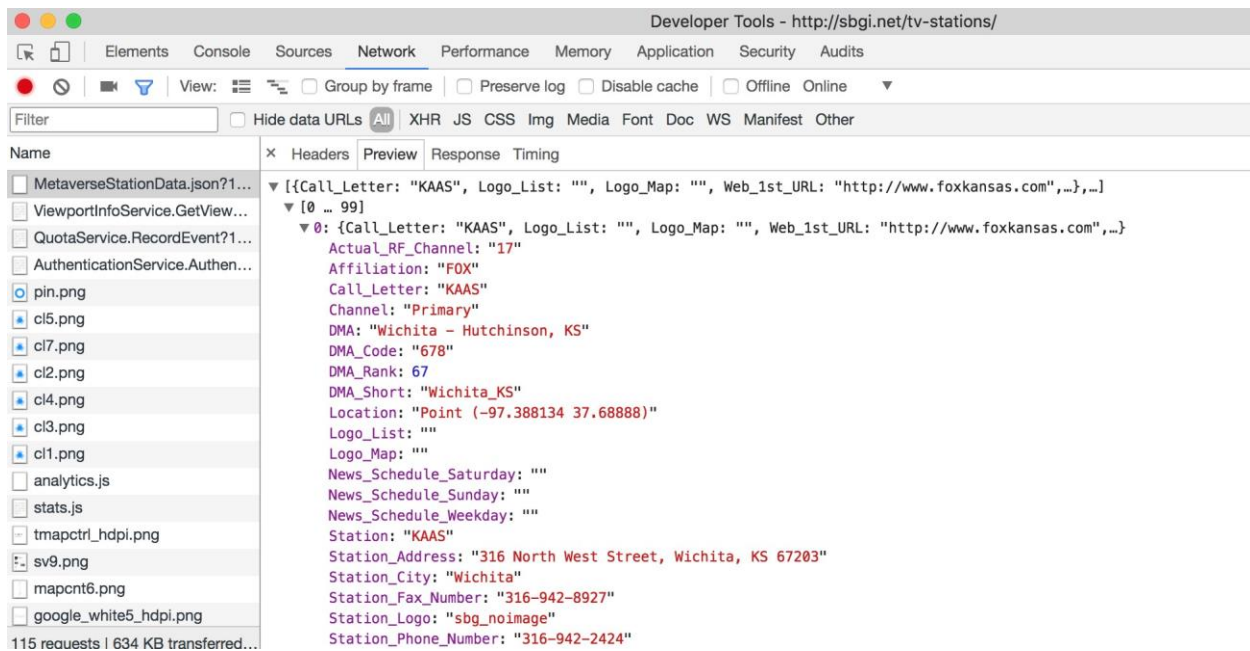 Developer Tools - http://sbgi.net/tv-stations/
Elements Console Sources Network Performance Memory Application Security Audits
View: Group by frame Preserve log Disable cache Offline Online
Filter Hide data URLs All XHR JS CSS Img Media Font Doc WS Manifest Other
Name
MetaverseStationData.json?1...
ViewportInfoService.GetView...
QuotaService.RecordEvent?1...
AuthenticationService.Authen...
pin.png
cl5.png
cl7.png
cl2.png
cl4.png
cl3.png
cl1.png
analytics.js
stats.js
tmapctrl_hdpi.png
sv9.png
mapcnt6.png
google_white5_hdpi.png
115 requests | 634 KB transferred...
× Headers Preview Response Timing
▼ [{Call_Letter: "KAAS", Logo_List: "", Logo_Map: "", Web_1st_URL: "http://www.foxkansas.com",…},…]
▼ [0 … 99]
▼ 0: {Call_Letter: "KAAS", Logo_List: "", Logo_Map: "", Web_1st_URL: "http://www.foxkansas.com",…}
Actual_RF_Channel: "17"
Affiliation: "FOX"
Call_Letter: "KAAS"
Channel: "Primary"
DMA: "Wichita - Hutchinson, KS"
DMA_Code: "678"
DMA_Rank: 67
DMA_Short: "Wichita_KS"
Location: "Point (-97.388134 37.68888)"
Logo_List: ""
Logo_Map: ""
News_Schedule_Saturday: ""
News_Schedule_Sunday: ""
News_Schedule_Weekday: ""
Station: "KAAS"
Station_Address: "316 North West Street, Wichita, KS 67203"
Station_City: "Wichita"
Station_Fax_Number: "316-942-8927"
Station_Logo: "sbg_noimage"
Station_Phone_Number: "316-942-2424"